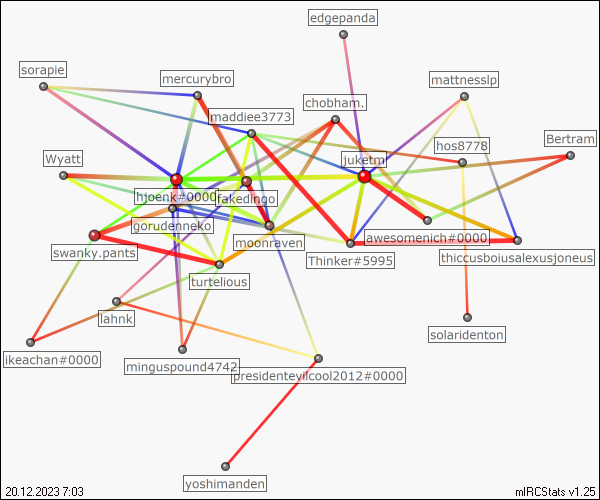 edgepanda
sorapie
mercurybro
mattnesslp
chobham.
maddiee3773
Bertram
hos8778
Wyatt
juketm
hjoenk#0000
fakedingo
gorudenneko
awesomenich#0000
moonraven
swanky.pants
Thinker#5995
thiccusboiusalexusjoneus
turtelious
lahnk
solaridenton
ikeachan#0000
minguspound4742
presidentevilcool2012#0000
yoshimanden
20.12.2023 7:03
mIRCStats v1.25